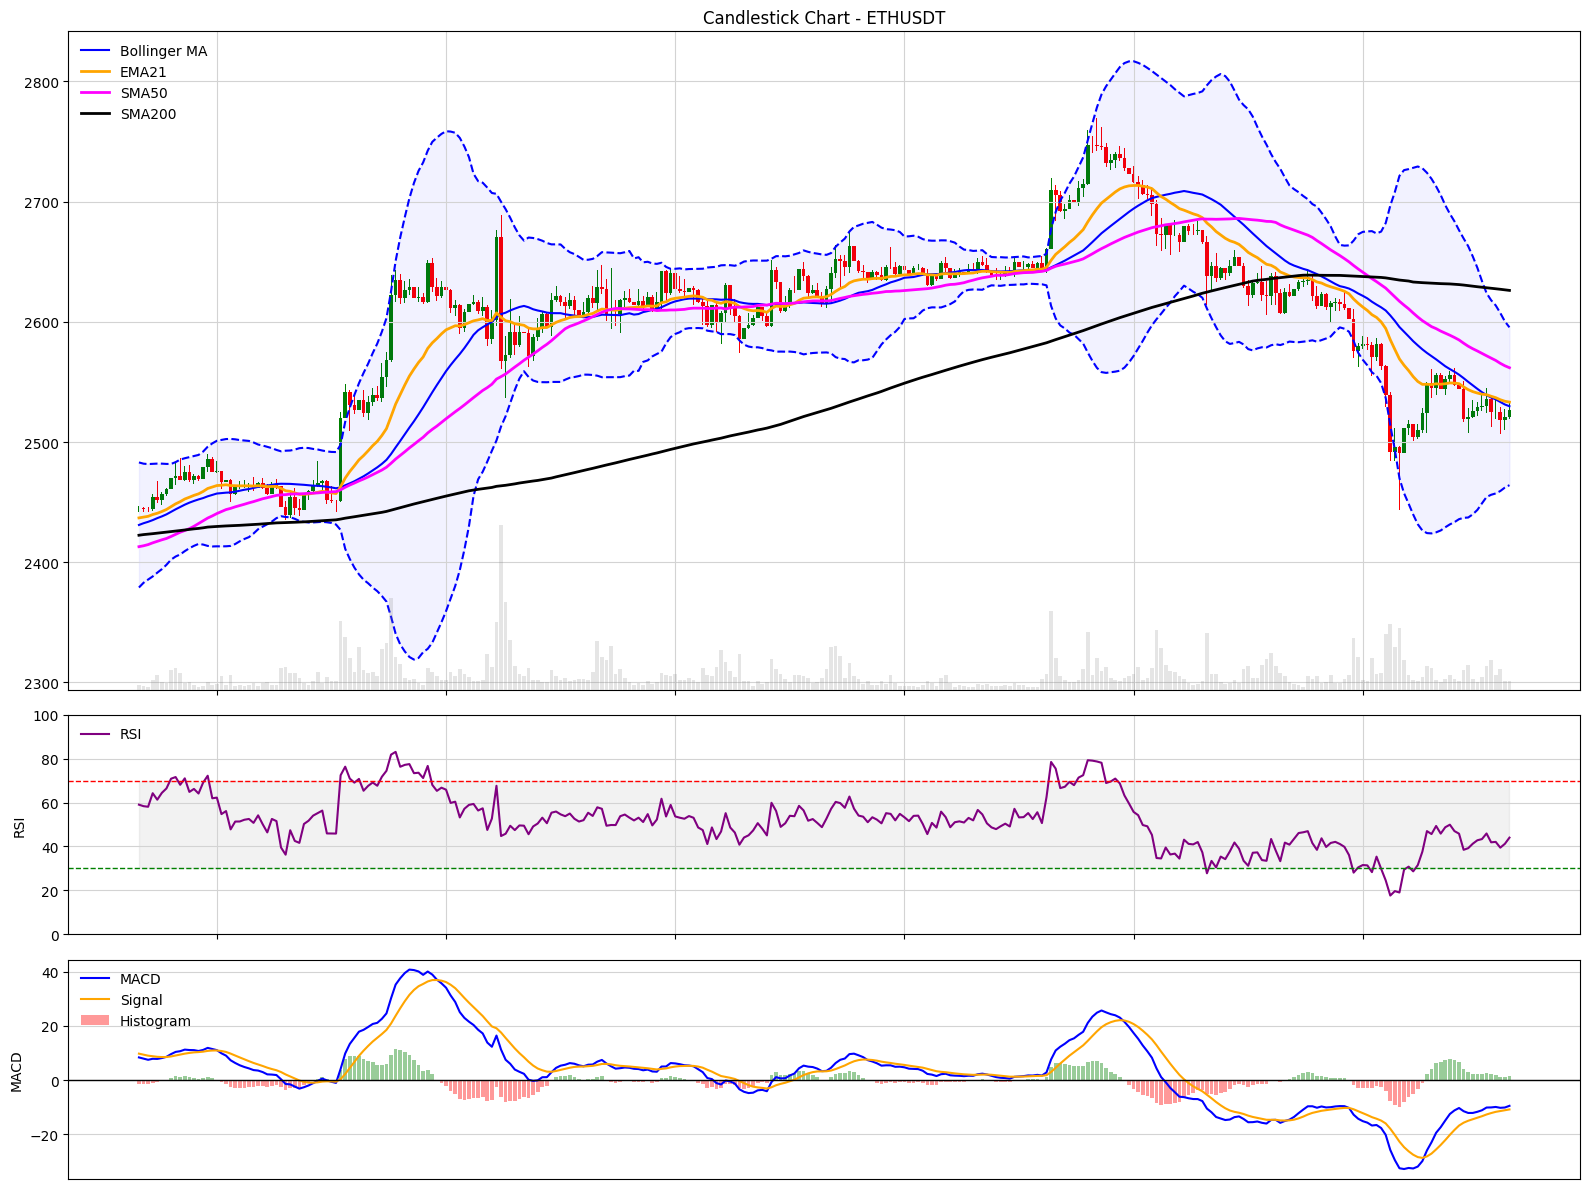 Candlestick Chart - ETHUSDT
Bollinger MA
EMA21
SMA50
SMA200
2800
2700
2600
2500
2400
2300
RSI
100
80
60
40
20
0
RSI
MACD
Signal
Histogram
40
20
0
−20
MACD